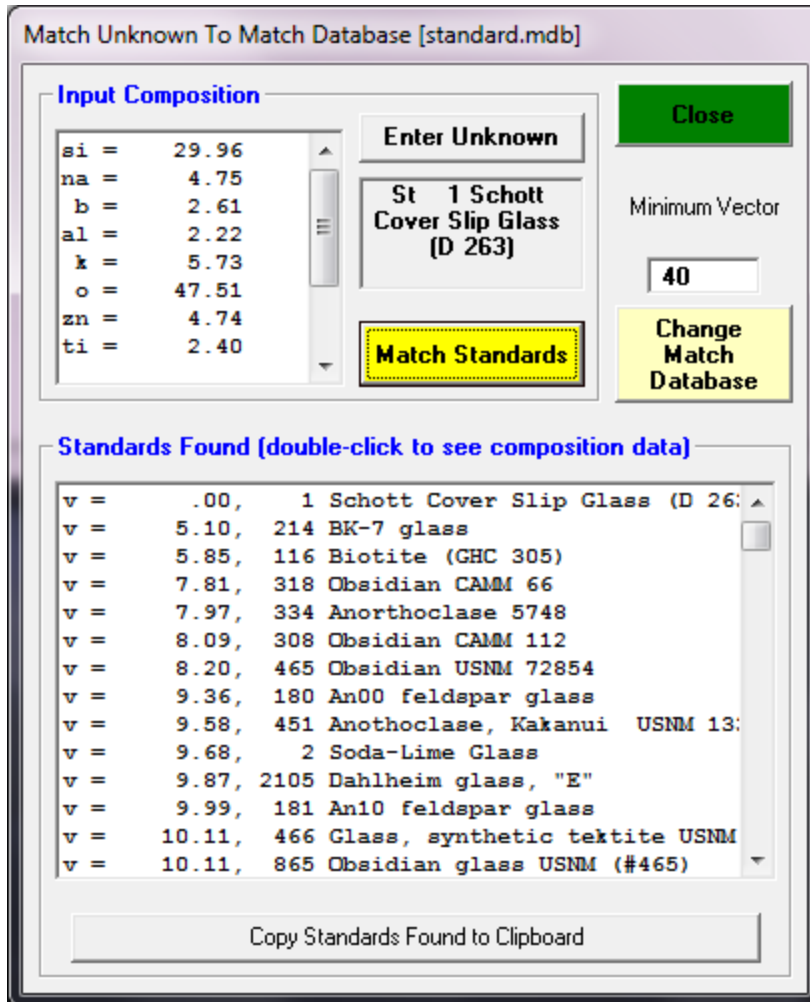 Match Unknown To Match Database [standard.mdb]
Input Composition
si = 29.96
na = 4.75
b = 2.61
al = 2.22
k = 5.73
o = 47.51
zn = 4.74
ti = 2.40
Enter Unknown
St 1 Schott
Cover Slip Glass
(D 263)
Match Standards
Close
Minimum Vector
40
Change
Match
Database
Standards Found (double-click to see composition data)
v = .00, 1 Schott Cover Slip Glass (D 26
v = 5.10, 214 BK-7 glass
v = 5.85, 116 Biotite (GHC 305)
v = 7.81, 318 Obsidian CAMM 66
v = 7.97, 334 Anorthoclase 5748
v = 8.09, 308 Obsidian CAMM 112
v = 8.20, 465 Obsidian USNM 72854
v = 9.36, 180 An00 feldspar glass
v = 9.58, 451 Anothoclase, Kakanui USNM 13
v = 9.68, 2 Soda-Lime Glass
v = 9.87, 2105 Dahlheim glass, "E"
v = 9.99, 181 An10 feldspar glass
v = 10.11, 466 Glass, synthetic tektite USNM
v = 10.11, 865 Obsidian glass USNM (#465)
Copy Standards Found to Clipboard